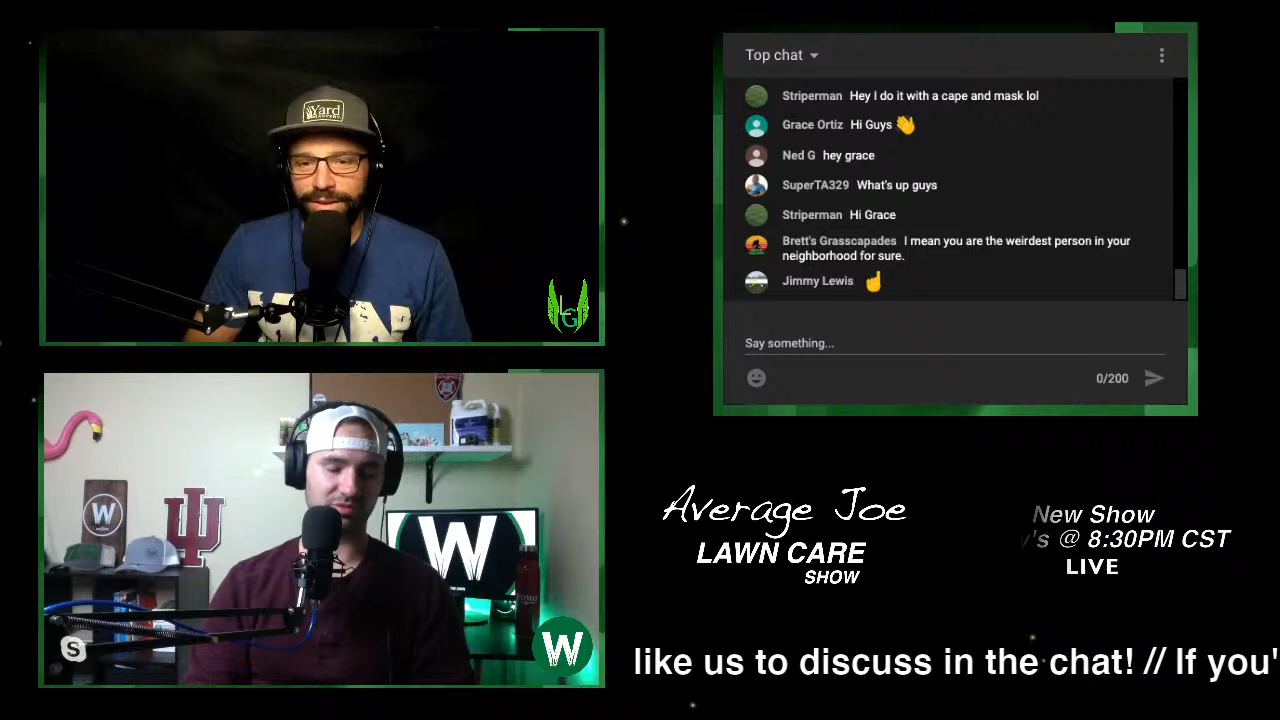 Yard
LG
W
W
W
S
Top chat
Striperman Hey I do it with a cape and mask lol
Grace Ortiz Hi Guys 👋
Ned G hey grace
SuperTA329 What's up guys
Striperman Hi Grace
Brett's Grasscapades I mean you are the weirdest person in your
neighborhood for sure.
Jimmy Lewis ☝
Say something...
0/200
Average Joe
LAWN CARE
SHOW
New Show
y's @ 8:30PM CST
LIVE
like us to discuss in the chat! // If you'